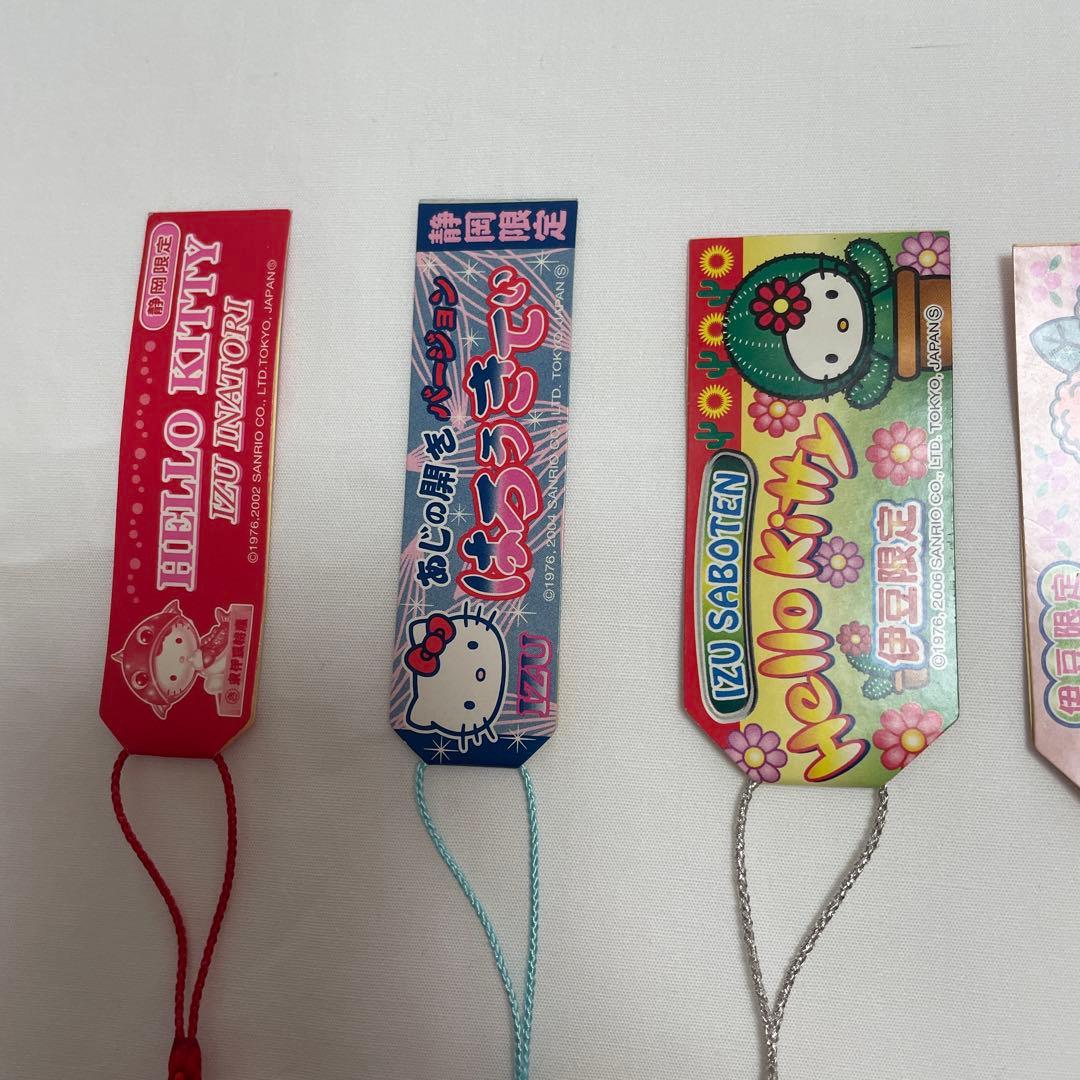 静岡限定
HELLO KITTY
IZU INATORI
©1976,2002 SANRIO CO., LTD.TOKYO, JAPANⓈ
静岡限定
あじの開きバージョン
はろうきてぃ
IZU
©1976, 2004 SANRIO CO., LTD. TOKYO, JAPANⓈ
IZU SABOTEN
Hello Kitty
伊豆限定
©1976, 2006 SANRIO CO., LTD. TOKYO, JAPANⓈ
伊豆限定